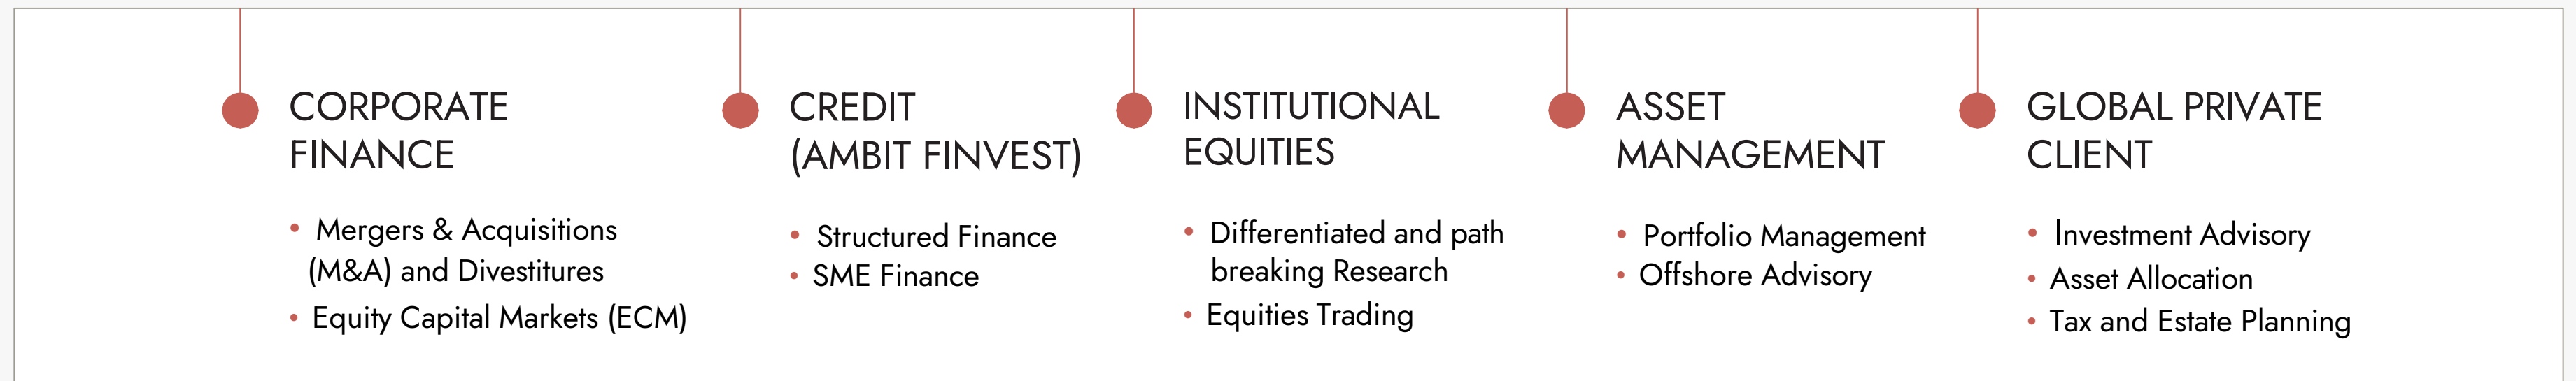 CORPORATE
FINANCE
• Mergers & Acquisitions
(M&A) and Divestitures
• Equity Capital Markets (ECM)
CREDIT
(AMBIT FINVEST)
• Structured Finance
• SME Finance
INSTITUTIONAL
EQUITIES
• Differentiated and path
breaking Research
• Equities Trading
ASSET
MANAGEMENT
• Portfolio Management
• Offshore Advisory
GLOBAL PRIVATE
CLIENT
• Investment Advisory
• Asset Allocation
• Tax and Estate Planning